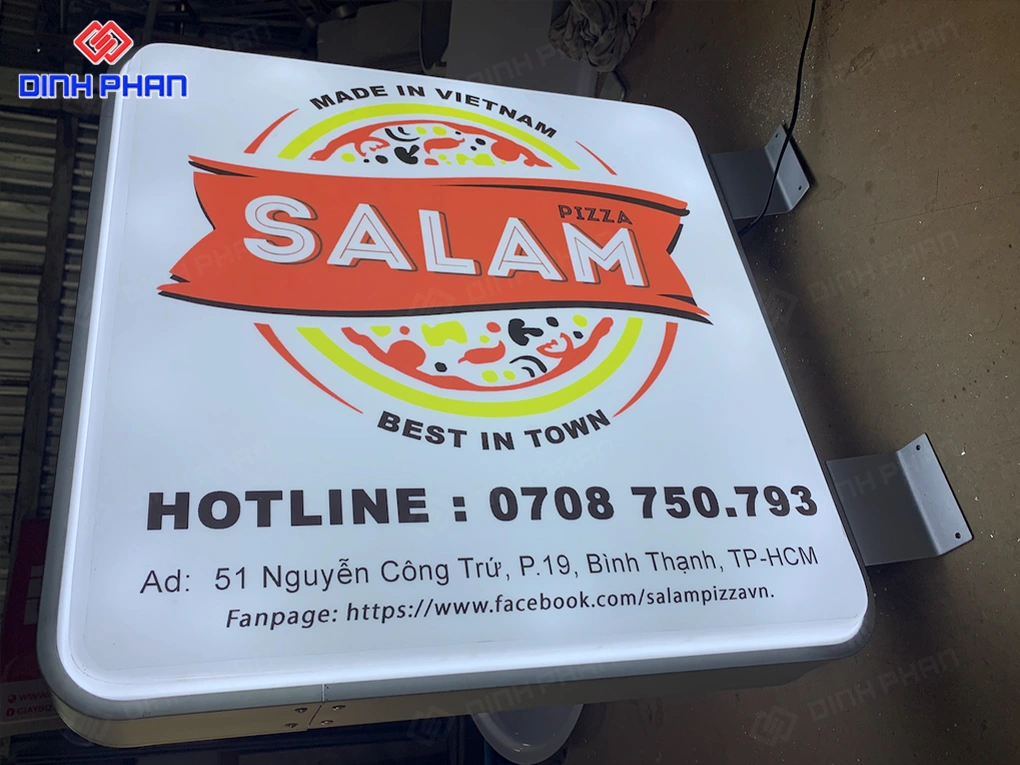 DINH PHAN
MADE IN VIETNAM
PIZZA
SALAM
BEST IN TOWN
HOTLINE : 0708 750.793
Ad: 51 Nguyễn Công Trứ, P.19, Bình Thạnh, TP-HCM
Fanpage: https://www.facebook.com/salampizzavn.